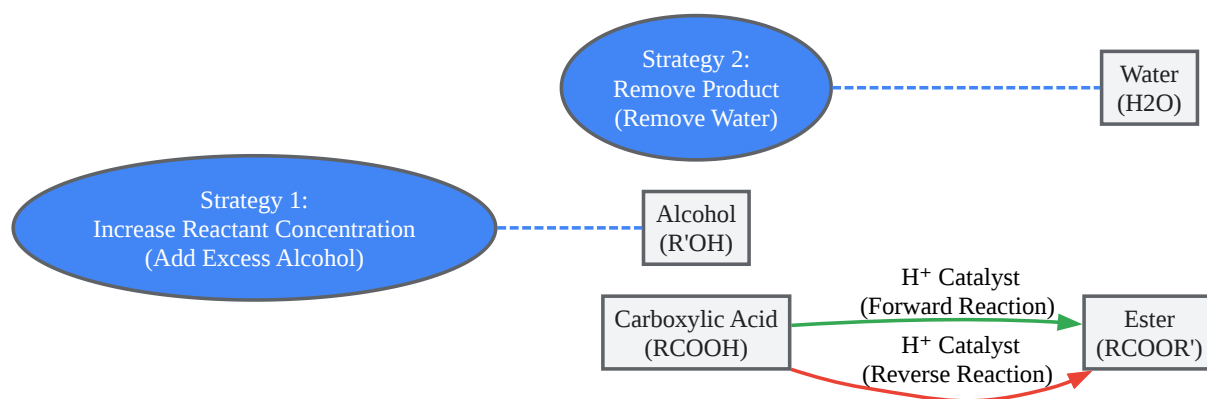 Strategy 2:
Remove Product
(Remove Water)
Water
(H2O)
Strategy 1:
Increase Reactant Concentration
(Add Excess Alcohol)
Alcohol
(R'OH)
H⁺ Catalyst
(Forward Reaction)
Carboxylic Acid
(RCOOH)
H⁺ Catalyst
(Reverse Reaction)
Ester
(RCOOR')